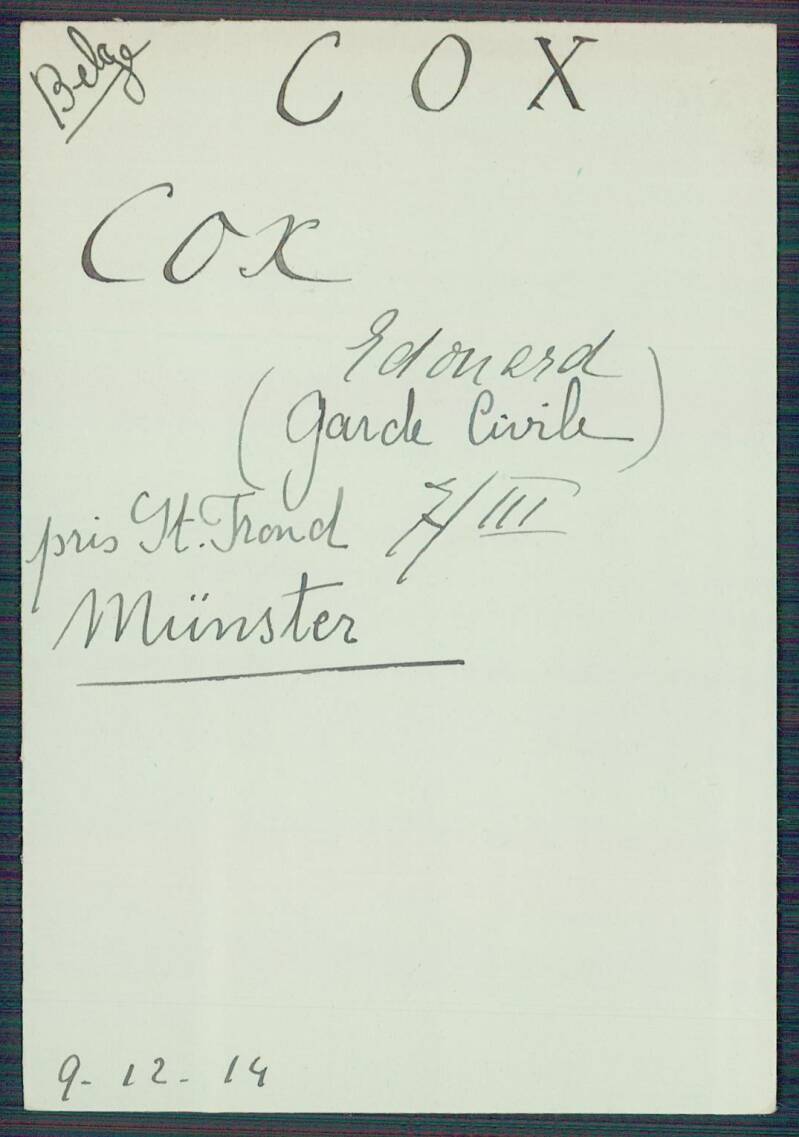 Belge
COX
Cox
Edouard
(Garde Civile)
pris St. Trond 7/III
Münster
9-12-14